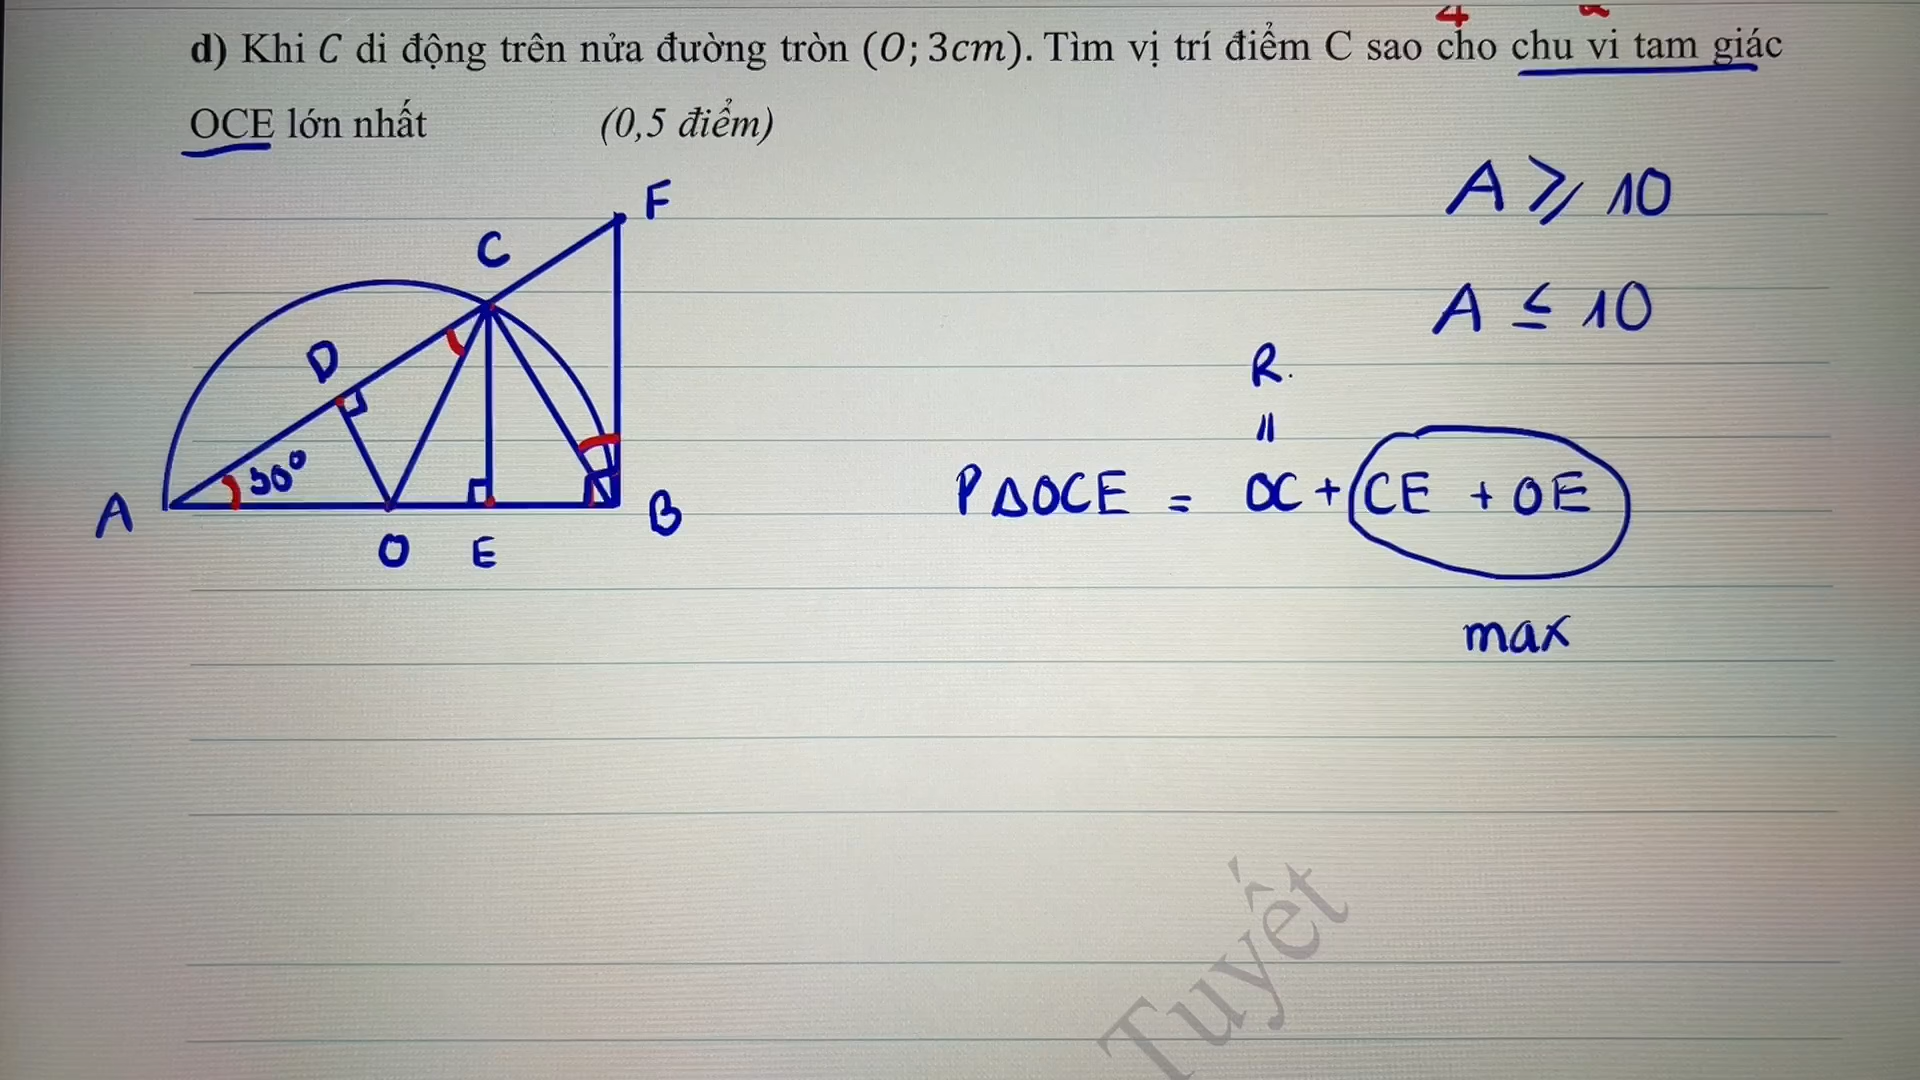 d) Khi C di động trên nửa đường tròn (O; 3cm). Tìm vị trí điểm C sao cho chu vi tam giác
OCE lớn nhất (0,5 điểm)
A ⩾ 10
A ≤ 10
F
C
D
30°
A
O
E
B
R.
=
P△OCE = OC + CE + OE
max
Tuyết